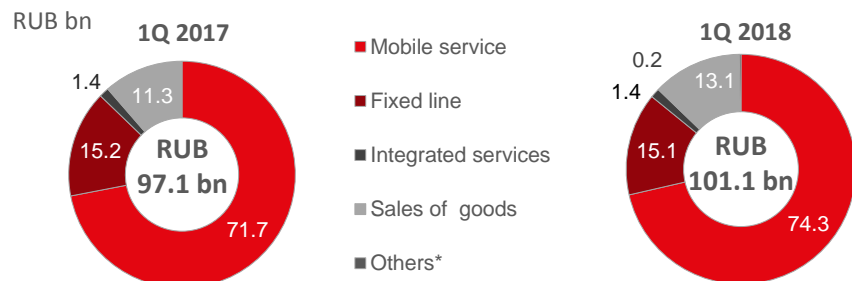 RUB bn
1Q 2017
1.4
11.3
15.2
RUB
97.1 bn
71.7
Mobile service
Fixed line
Integrated services
Sales of goods
Others*
1Q 2018
0.2
1.4
13.1
15.1
RUB
101.1 bn
74.3